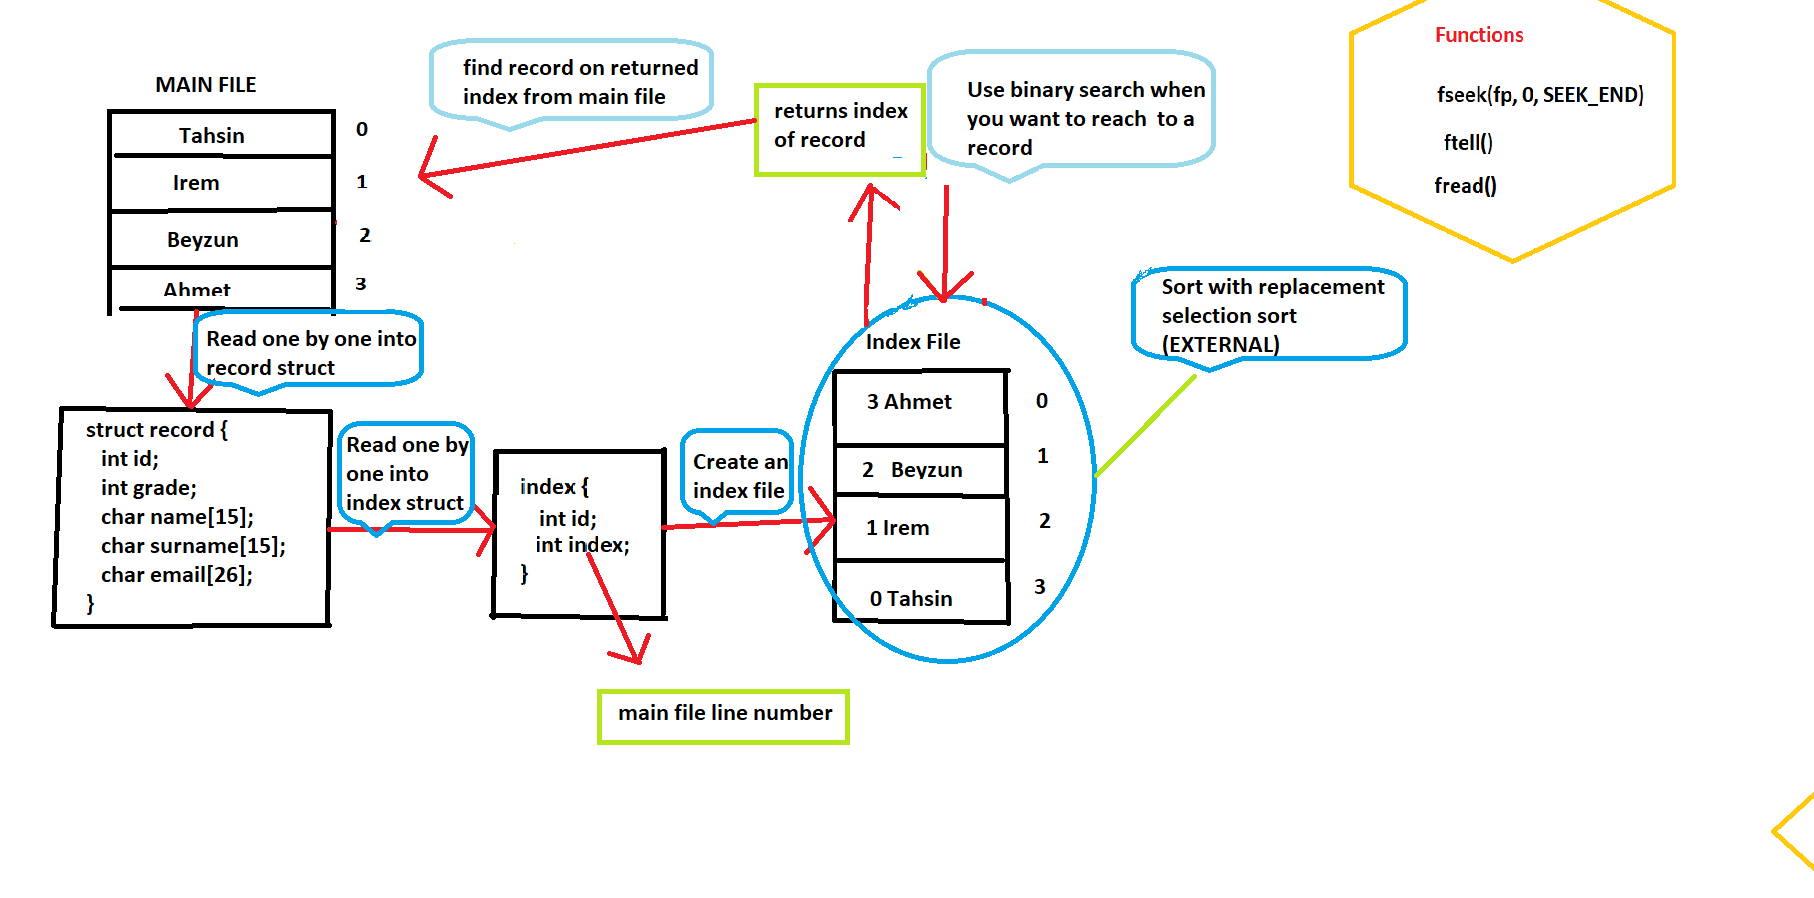 MAIN FILE
Tahsin
0
Irem
1
Beyzun
2
Ahmet
3
find record on returned
index from main file
returns index
of record
Use binary search when
you want to reach to a
record
Functions
fseek(fp, 0, SEEK_END)
ftell()
fread()
Read one by one into
record struct
struct record {
int id;
int grade;
char name[15];
char surname[15];
char email[26];
}
Read one by
one into
index struct
index {
int id;
int index;
}
main file line number
Create an
index file
Index File
3 Ahmet
0
2 Beyzun
1
1 Irem
2
0 Tahsin
3
Sort with replacement
selection sort
(EXTERNAL)